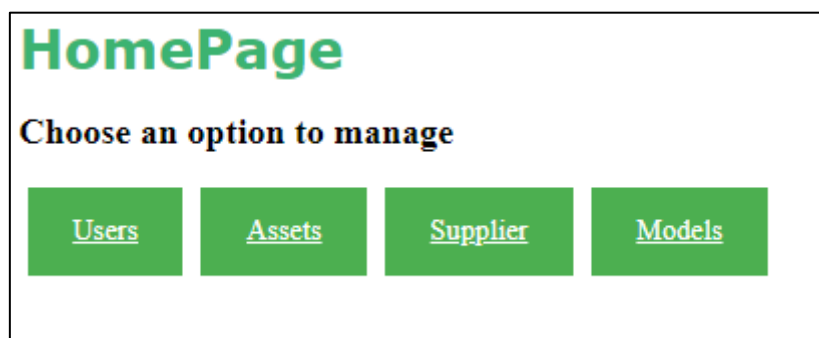 HomePage
Choose an option to manage
Users Assets Supplier Models